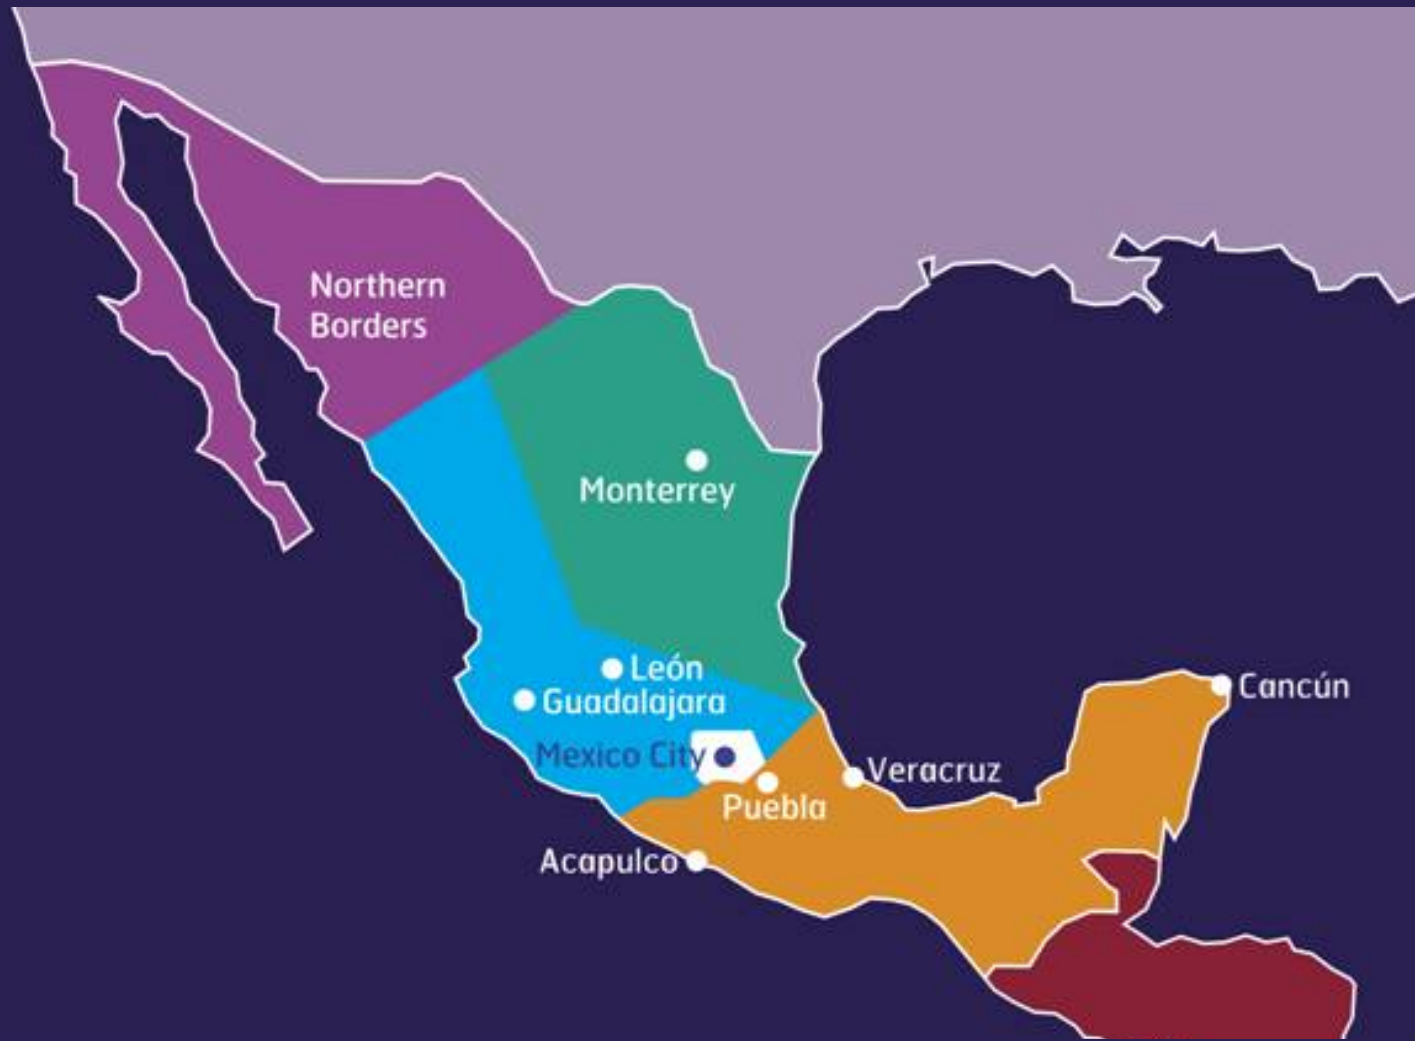 Northern
Borders
Monterrey
León
Guadalajara
Cancún
Mexico City
Veracruz
Puebla
Acapulco